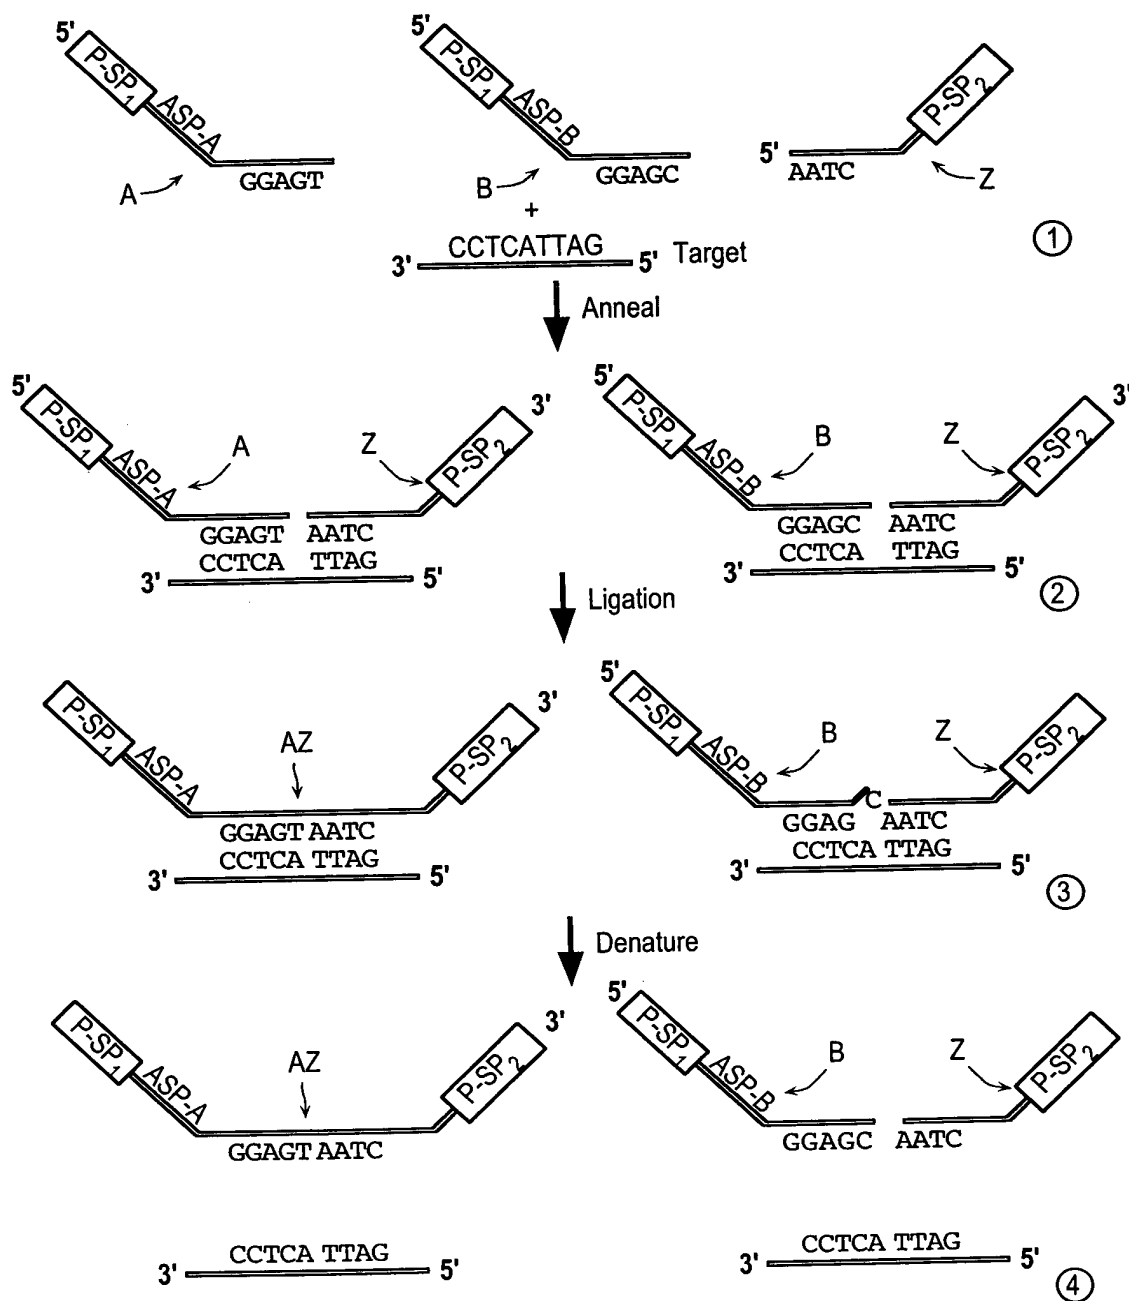 5' 5'
P-SP1 P-SP1 P-SP2
ASP-A ASP-B
5'
GGAGT GGAGC AATC
A B Z
+
1
CCTCATTAG
3' 5' Target
Anneal
5' 5' 3' 3'
P-SP1 A Z P-SP2 P-SP1 B Z P-SP2
ASP-A ASP-B
GGAGT AATC GGAGC AATC
CCTCA TTAG CCTCA TTAG
3' 5' 3' 5'
Ligation
2
5' 3'
P-SP1 AZ P-SP2 P-SP1 B Z P-SP2
ASP-A ASP-B
C
GGAGT AATC GGAG AATC
CCTCA TTAG CCTCA TTAG
3' 5' 3' 5'
3
Denature
5' 3'
P-SP1 AZ P-SP2 P-SP1 B Z P-SP2
ASP-A ASP-B
GGAGT AATC GGAGC AATC
CCTCA TTAG CCTCA TTAG
3' 5' 3' 5'
4